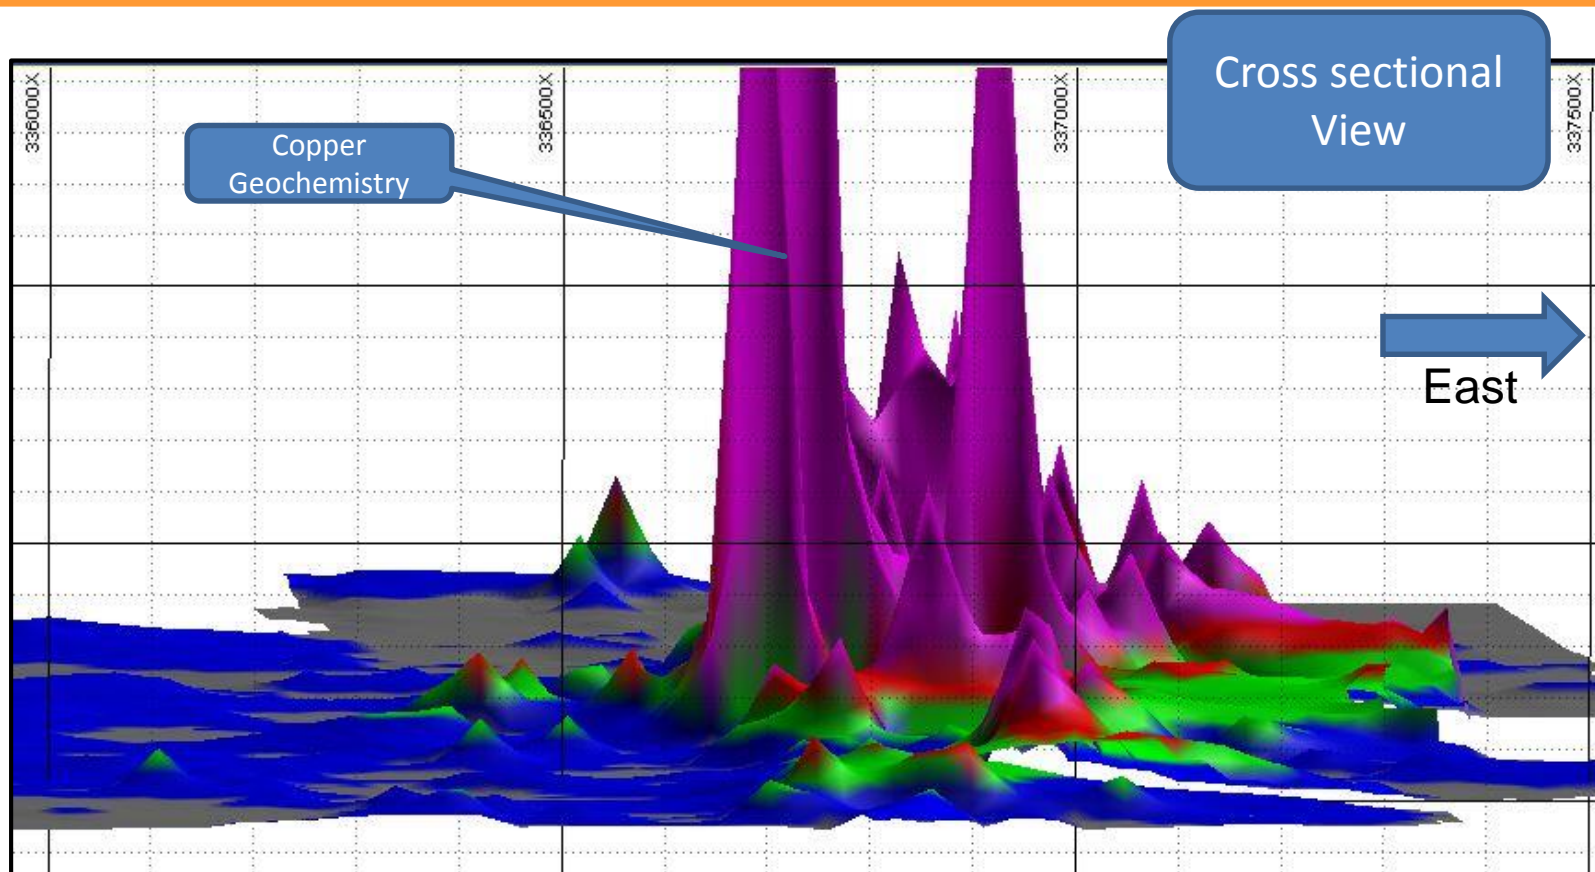 Cross sectional
View
336000X
336500X
337000X
337500X
Copper
Geochemistry
East